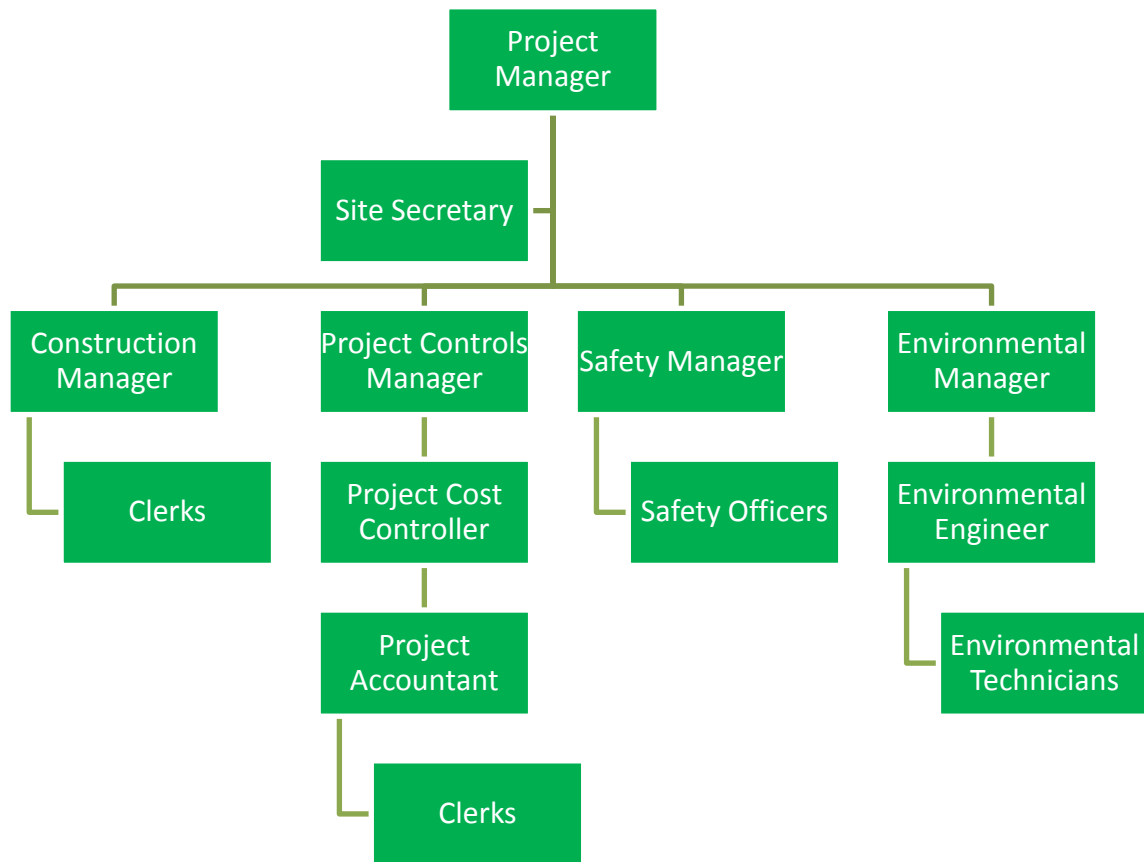 Project
Manager
Site Secretary
Construction
Manager
Project Controls
Manager
Safety Manager
Environmental
Manager
Clerks
Project Cost
Controller
Safety Officers
Environmental
Engineer
Project
Accountant
Environmental
Technicians
Clerks